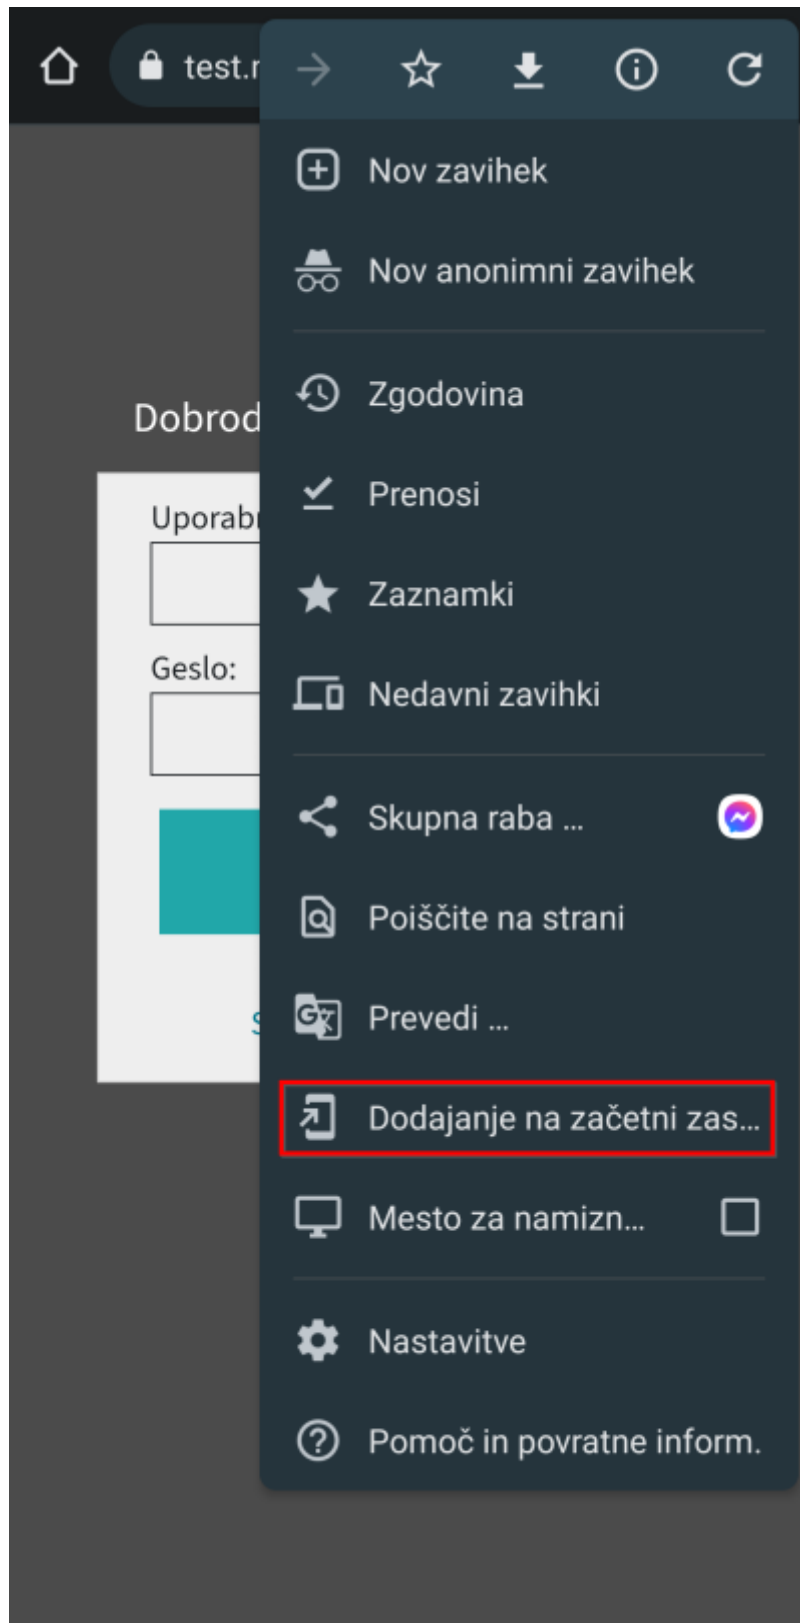 test.r
Nov zavihek
Nov anonimni zavihek
Zgodovina
Dobrod
Prenosi
Uporabn
Zaznamki
Geslo:
Nedavni zavihki
Skupna raba ...
Poiščite na strani
Prevedi ...
Dodajanje na začetni zas...
Mesto za namizn...
Nastavitve
Pomoč in povratne inform.